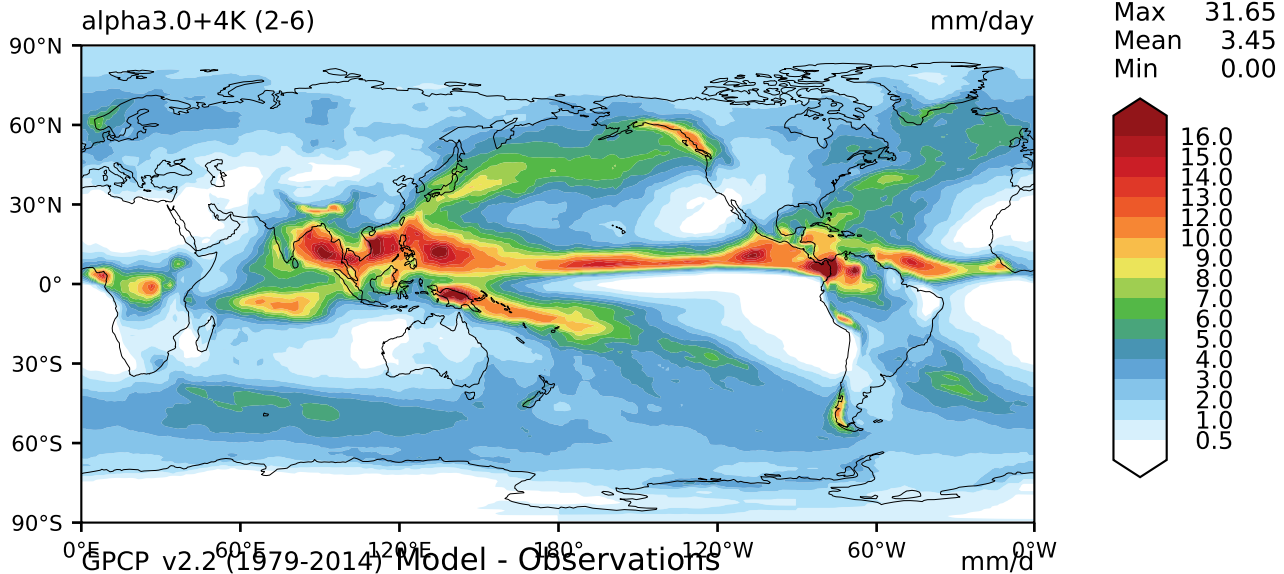 alpha3.0+4K (2-6) mm/day
Max 31.65
Mean 3.45
Min 0.00
90°N
60°N
30°N
0°
30°S
60°S
90°S
16.0
15.0
14.0
13.0
12.0
10.0
9.0
8.0
7.0
6.0
5.0
4.0
3.0
2.0
1.0
0.5
0°E 60°E 120°E 180° 120°W 60°W 0°W
GPCP v2.2 (1979-2014) Model - Observations mm/d